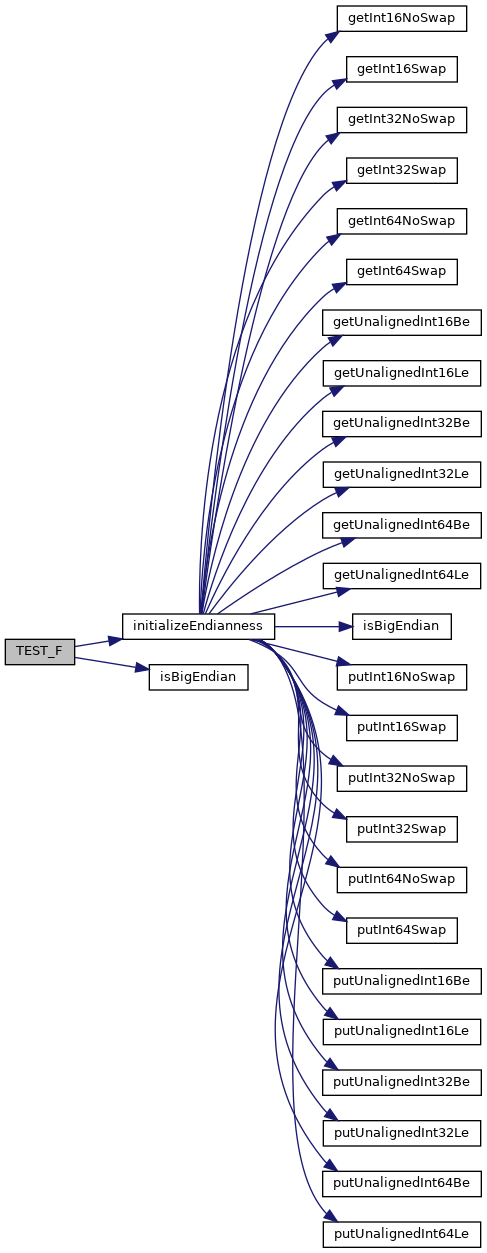 getInt16NoSwap
getInt16Swap
getInt32NoSwap
getInt32Swap
getInt64NoSwap
getInt64Swap
getUnalignedInt16Be
getUnalignedInt16Le
getUnalignedInt32Be
getUnalignedInt32Le
getUnalignedInt64Be
getUnalignedInt64Le
initializeEndianness
isBigEndian
TEST_F
isBigEndian
putInt16NoSwap
putInt16Swap
putInt32NoSwap
putInt32Swap
putInt64NoSwap
putInt64Swap
putUnalignedInt16Be
putUnalignedInt16Le
putUnalignedInt32Be
putUnalignedInt32Le
putUnalignedInt64Be
putUnalignedInt64Le